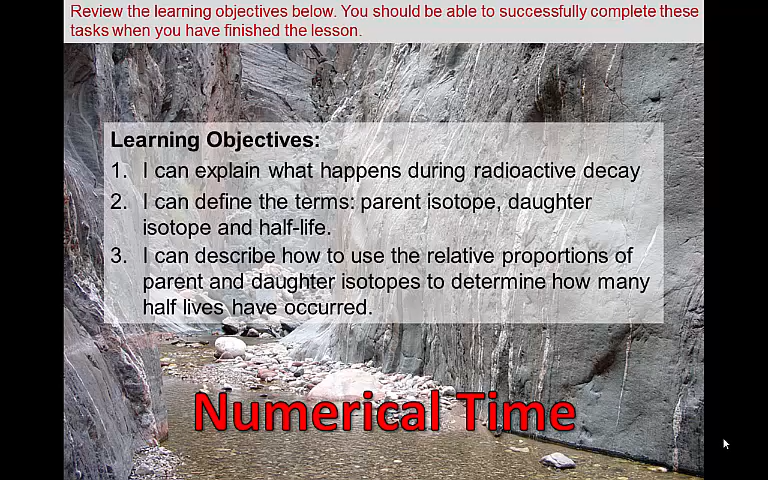 Review the learning objectives below. You should be able to successfully complete these
tasks when you have finished the lesson.
Learning Objectives:
1. I can explain what happens during radioactive decay
2. I can define the terms: parent isotope, daughter
isotope and half-life.
3. I can describe how to use the relative proportions of
parent and daughter isotopes to determine how many
half lives have occurred.
Numerical Time